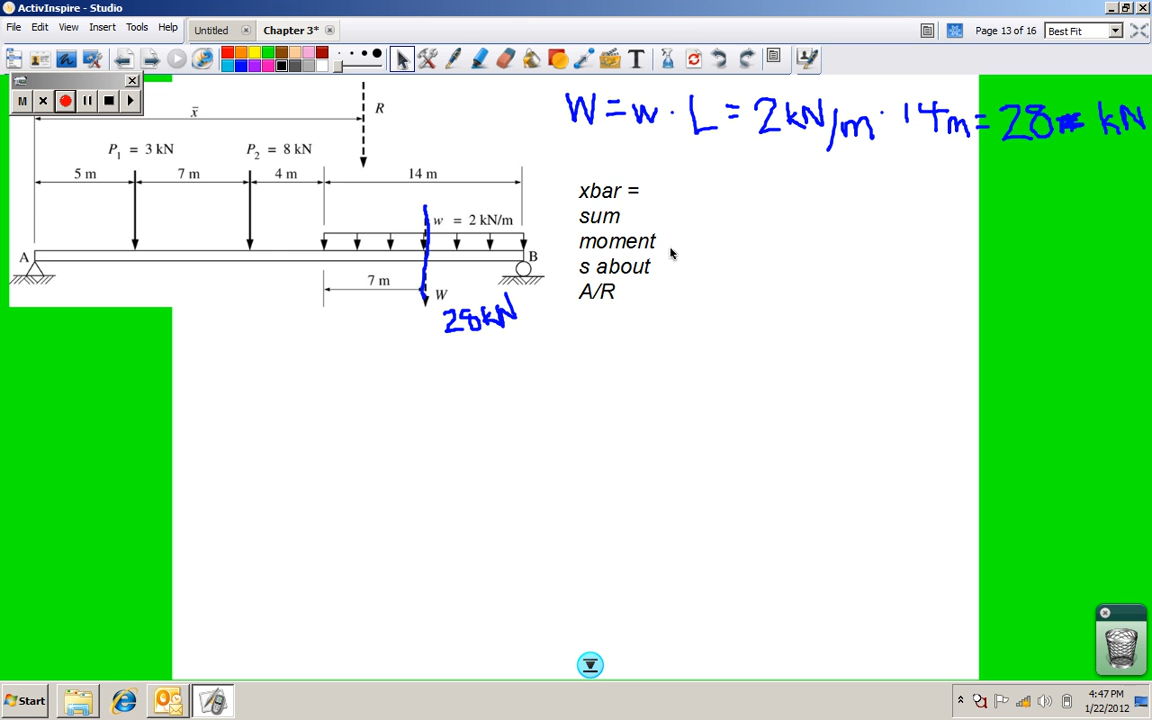 ActivInspire - Studio
File Edit View Insert Tools Help
Untitled
Chapter 3*
Page 13 of 16
Best Fit
M
x̄
R
W = w · L = 2 kN/m · 14m = 28 kN
P1 = 3 kN
P2 = 8 kN
5 m
7 m
4 m
14 m
w = 2 kN/m
A
B
7 m
W
28kN
xbar =
sum
moment
s about
A/R
Start
4:47 PM
1/22/2012